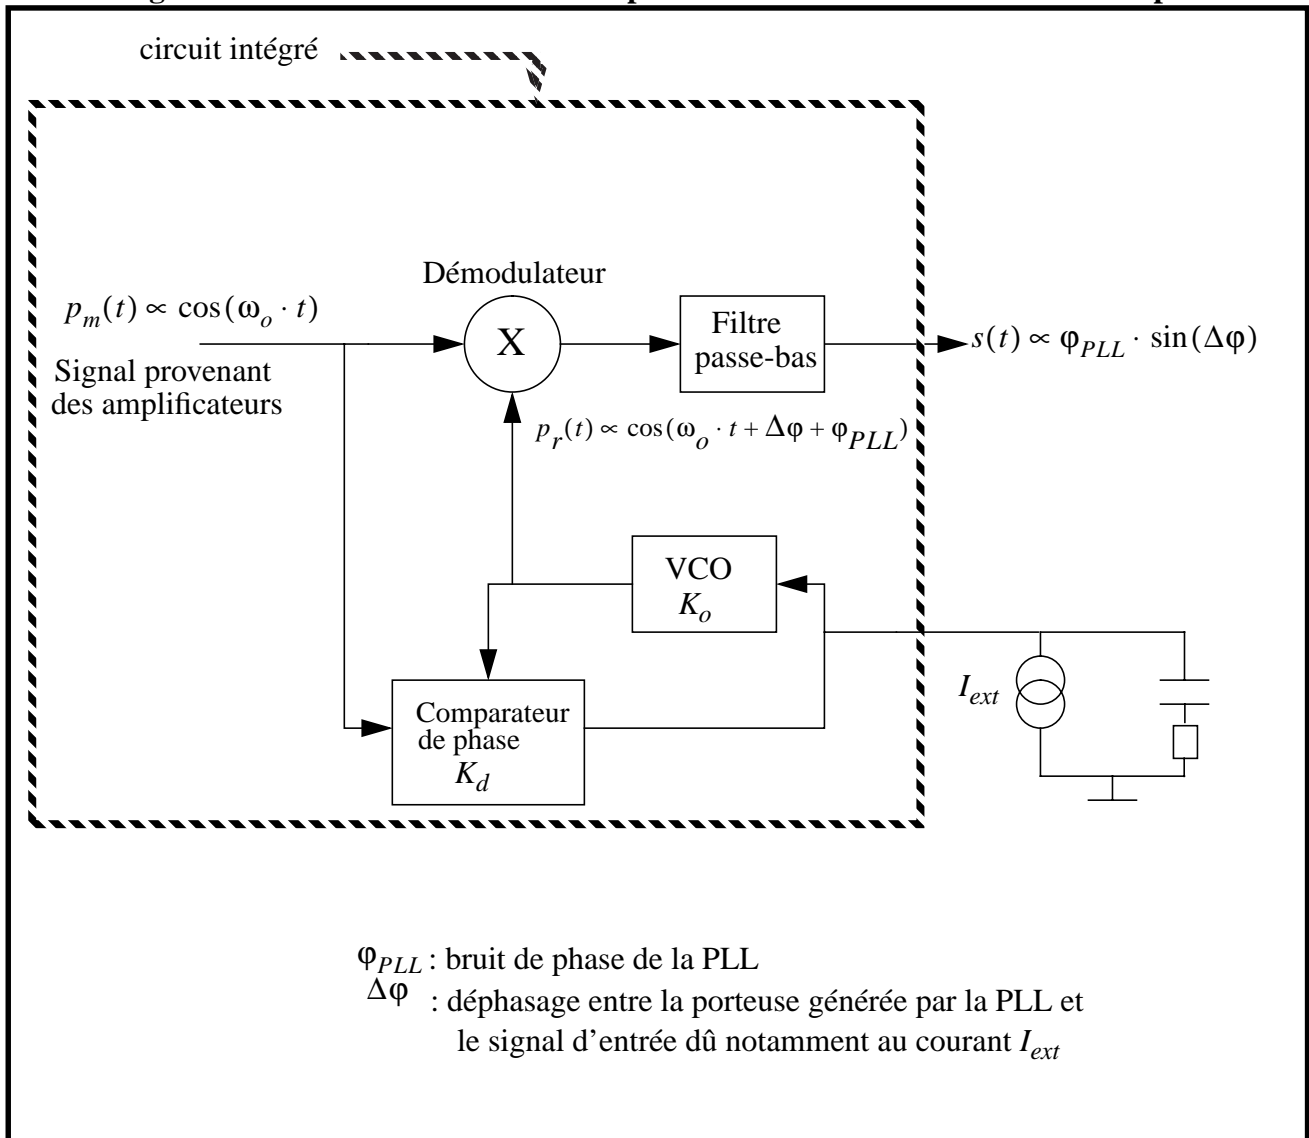 circuit intégré
Démodulateur
p_m(t) ∝ cos(ω_o · t)
X
Filtre
passe-bas
s(t) ∝ φ_PLL · sin(Δφ)
Signal provenant
des amplificateurs
p_r(t) ∝ cos(ω_o · t + Δφ + φ_PLL)
VCO
K_o
I_ext
Comparateur
de phase
K_d
φ_PLL : bruit de phase de la PLL
Δφ : déphasage entre la porteuse générée par la PLL et
le signal d’entrée dû notamment au courant I_ext